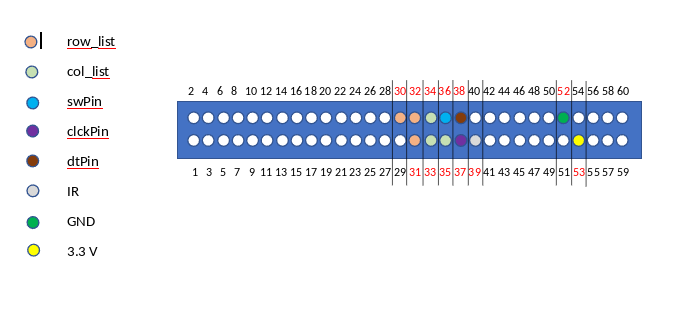 row_list
col_list
swPin
clckPin
dtPin
IR
GND
3.3 V
2 4 6 8 10 12 14 16 18 20 22 24 26 28 30 32 34 36 38 40 42 44 46 48 50 52 54 56 58 60
1 3 5 7 9 11 13 15 17 19 21 23 25 27 29 31 33 35 37 39 41 43 45 47 49 51 53 55 57 59